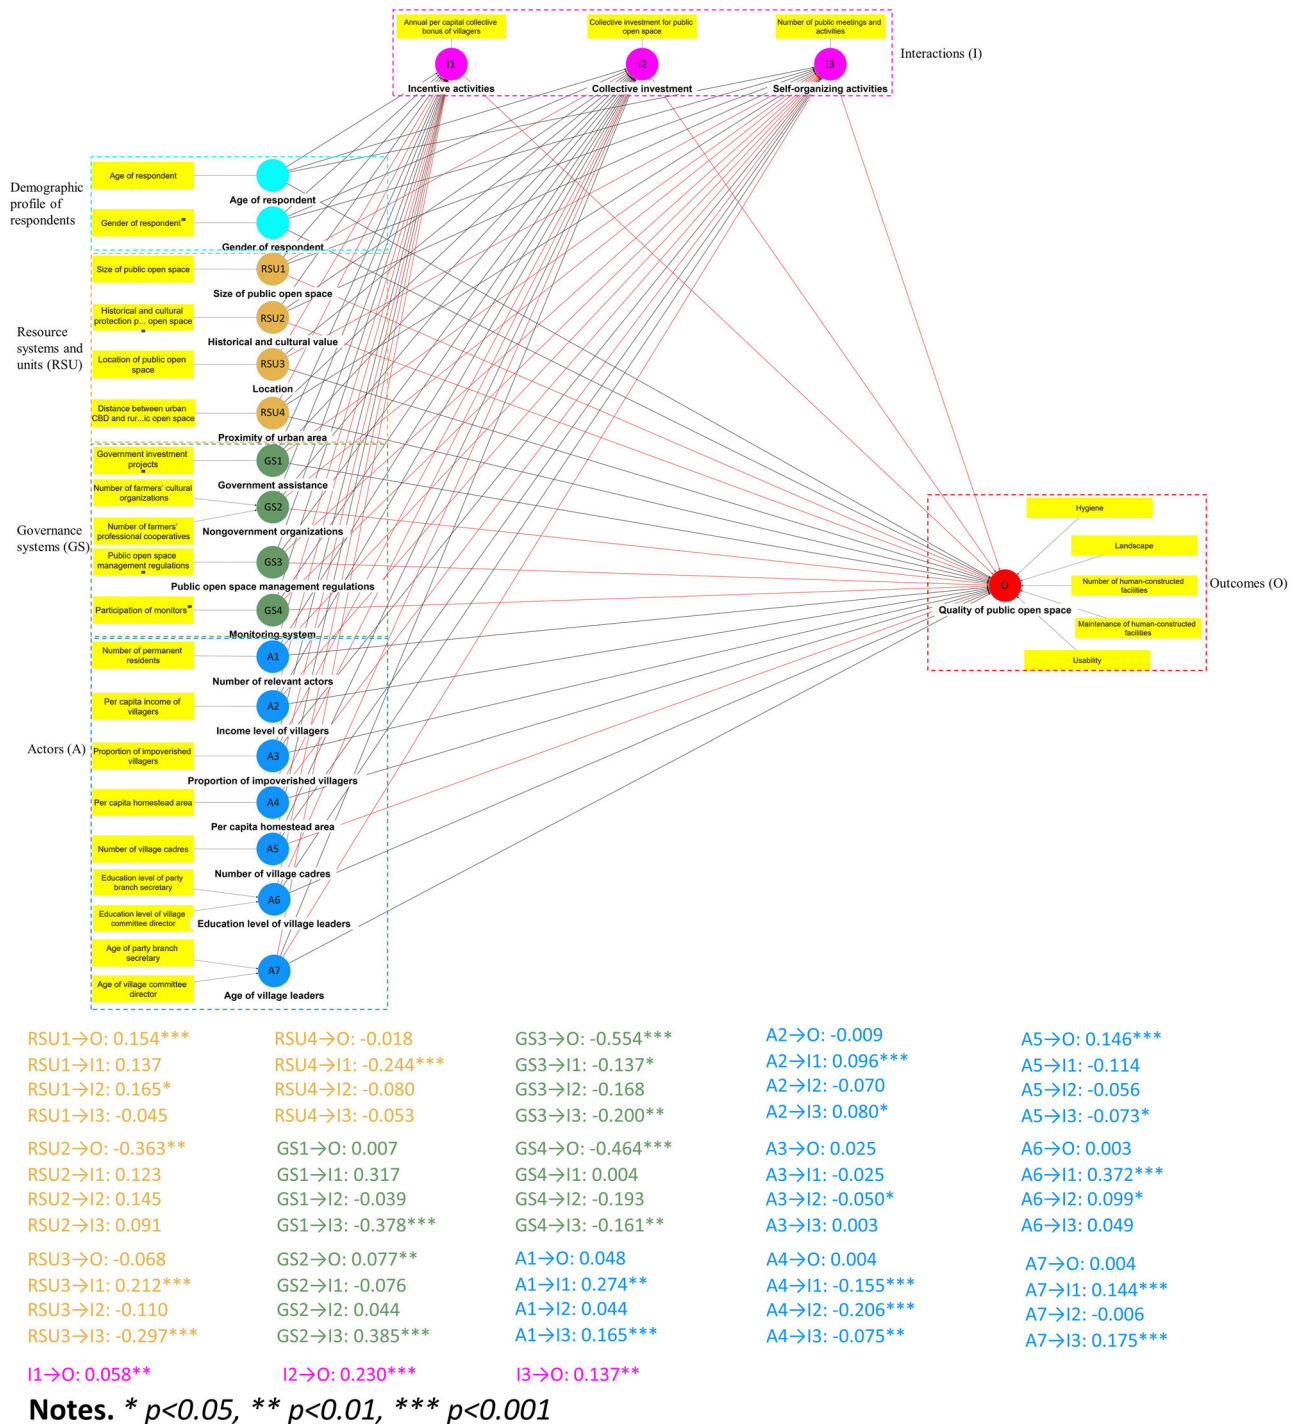 Annual per capital collective
bonus of villagers
Collective investment for public
open space
Number of public meetings and
activities
Interactions (I)
I1
I2
I3
Incentive activities
Collective investment
Self-organizing activities
Demographic
profile of
respondents
Age of respondent
Age of respondent
Gender of respondent*
Gender of respondent
Resource
systems and
units (RSU)
Size of public open space
RSU1
Size of public open space
Historical and cultural
protection p... open space
RSU2
Historical and cultural value
Location of public open
space
RSU3
Location
Distance between urban
CBD and rur...ic open space
RSU4
Proximity of urban area
Governance
systems (GS)
Government investment
projects
GS1
Government assistance
Number of farmers' cultural
organizations
Number of farmers'
professional cooperatives
GS2
Nongovernment organizations
Public open space
management regulations
GS3
Public open space management regulations
Participation of monitors*
GS4
Monitoring system
Actors (A)
Number of permanent
residents
A1
Number of relevant actors
Per capita income of
villagers
A2
Income level of villagers
Proportion of impoverished
villagers
A3
Proportion of impoverished villagers
Per capita homestead area
A4
Per capita homestead area
Number of village cadres
A5
Number of village cadres
Education level of party
branch secretary
Education level of village
committee director
A6
Education level of village leaders
Age of party branch
secretary
Age of village committee
director
A7
Age of village leaders
Hygiene
Landscape
Number of human-constructed
facilities
Maintenance of human-constructed
facilities
Usability
O
Quality of public open space
Outcomes (O)
RSU1→O: 0.154***
RSU1→I1: 0.137
RSU1→I2: 0.165*
RSU1→I3: -0.045
RSU2→O: -0.363**
RSU2→I1: 0.123
RSU2→I2: 0.145
RSU2→I3: 0.091
RSU3→O: -0.068
RSU3→I1: 0.212***
RSU3→I2: -0.110
RSU3→I3: -0.297***
RSU4→O: -0.018
RSU4→I1: -0.244***
RSU4→I2: -0.080
RSU4→I3: -0.053
GS1→O: 0.007
GS1→I1: 0.317
GS1→I2: -0.039
GS1→I3: -0.378***
GS2→O: 0.077**
GS2→I1: -0.076
GS2→I2: 0.044
GS2→I3: 0.385***
GS3→O: -0.554***
GS3→I1: -0.137*
GS3→I2: -0.168
GS3→I3: -0.200**
GS4→O: -0.464***
GS4→I1: 0.004
GS4→I2: -0.193
GS4→I3: -0.161**
A1→O: 0.048
A1→I1: 0.274**
A1→I2: 0.044
A1→I3: 0.165***
A2→O: -0.009
A2→I1: 0.096***
A2→I2: -0.070
A2→I3: 0.080*
A3→O: 0.025
A3→I1: -0.025
A3→I2: -0.050*
A3→I3: 0.003
A4→O: 0.004
A4→I1: -0.155***
A4→I2: -0.206***
A4→I3: -0.075**
A5→O: 0.146***
A5→I1: -0.114
A5→I2: -0.056
A5→I3: -0.073*
A6→O: 0.003
A6→I1: 0.372***
A6→I2: 0.099*
A6→I3: 0.049
A7→O: 0.004
A7→I1: 0.144***
A7→I2: -0.006
A7→I3: 0.175***
I1→O: 0.058**
I2→O: 0.230***
I3→O: 0.137**
Notes. * p<0.05, ** p<0.01, *** p<0.001